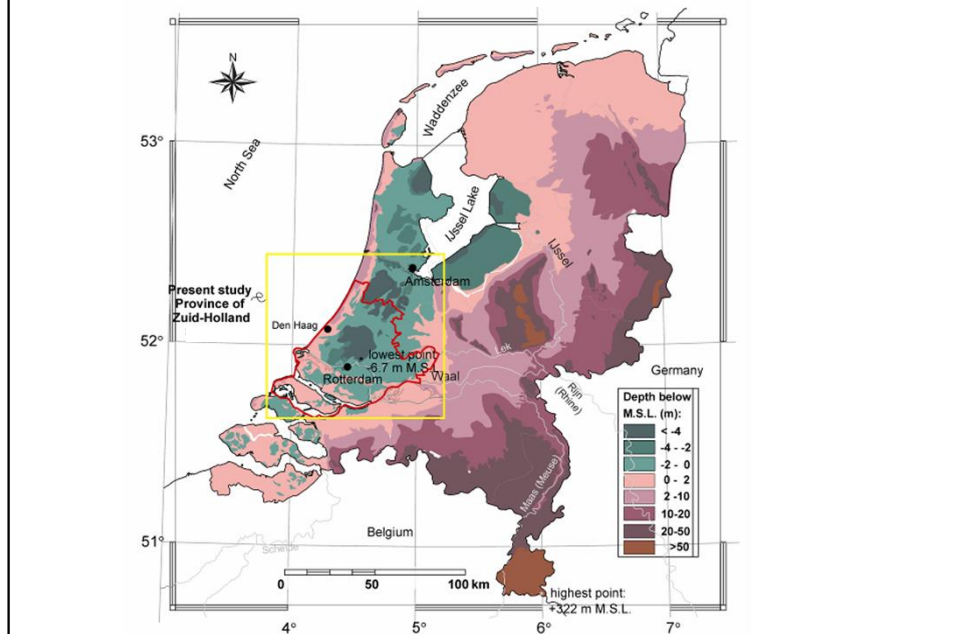 N
Waddenzee
53°
North Sea
IJssel Lake
IJssel
Amsterdam
Present study
Province of
Zuid-Holland
Den Haag
52°
lowest point
-6.7 m M.S.L
Lek
Rotterdam
Waal
Germany
Rijn
(Rhine)
Depth below
M.S.L. (m):
< -4
-4 - -2
-2 - 0
0 - 2
2 -10
10-20
20-50
>50
Maas (Meuse)
Belgium
51°
Schelde
0 50 100 km
highest point:
+322 m M.S.L.
4° 5° 6° 7°